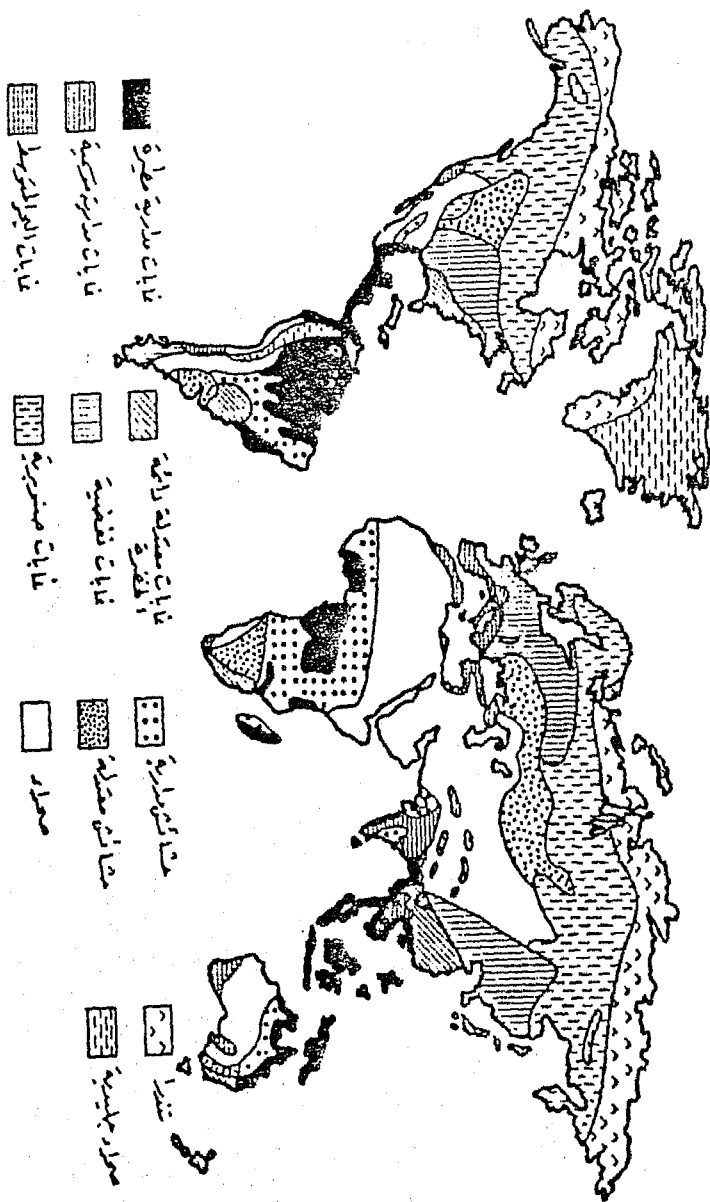 غابات مدارية مطيرة
غابات مدارية موسمية
غابات البحر المتوسط
غابات معتدلة دائمة
الخضرة
غابات نفضية
غابات صنوبرية
حشائش مدارية
حشائش معتدلة
صحراء
تندرا
صحراء جليدية